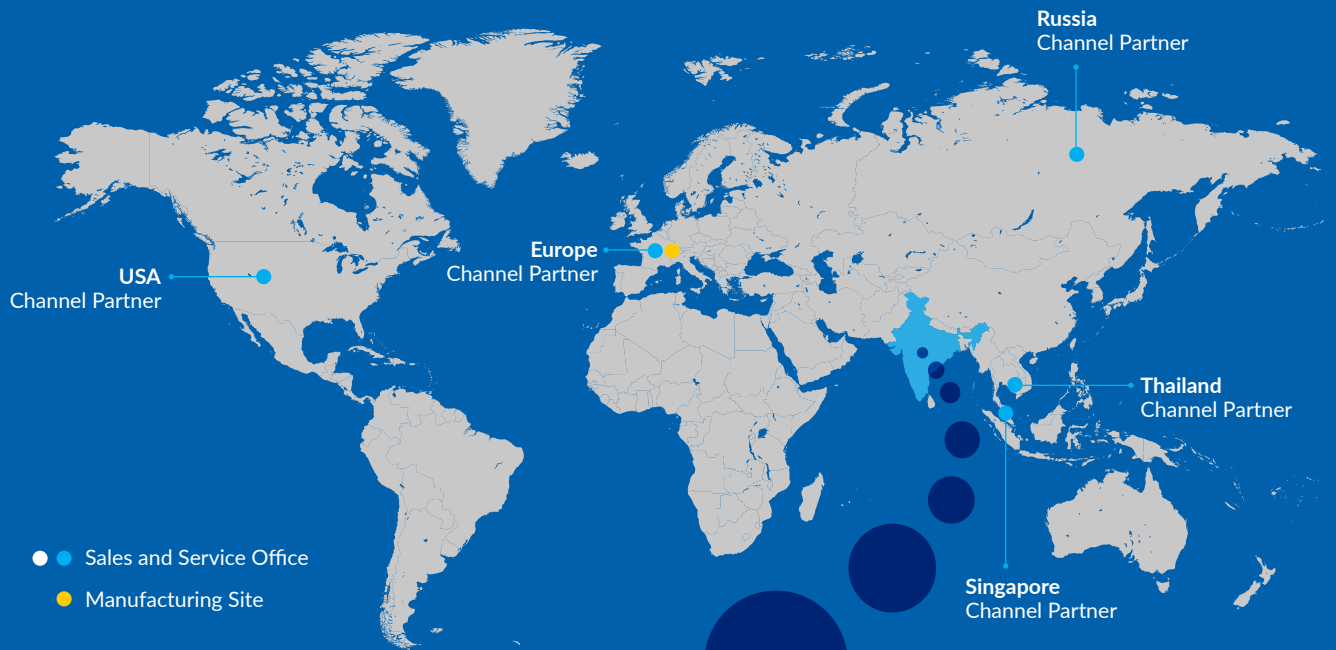 Russia
Channel Partner
Europe
Channel Partner
USA
Channel Partner
Thailand
Channel Partner
Singapore
Channel Partner
Sales and Service Office
Manufacturing Site